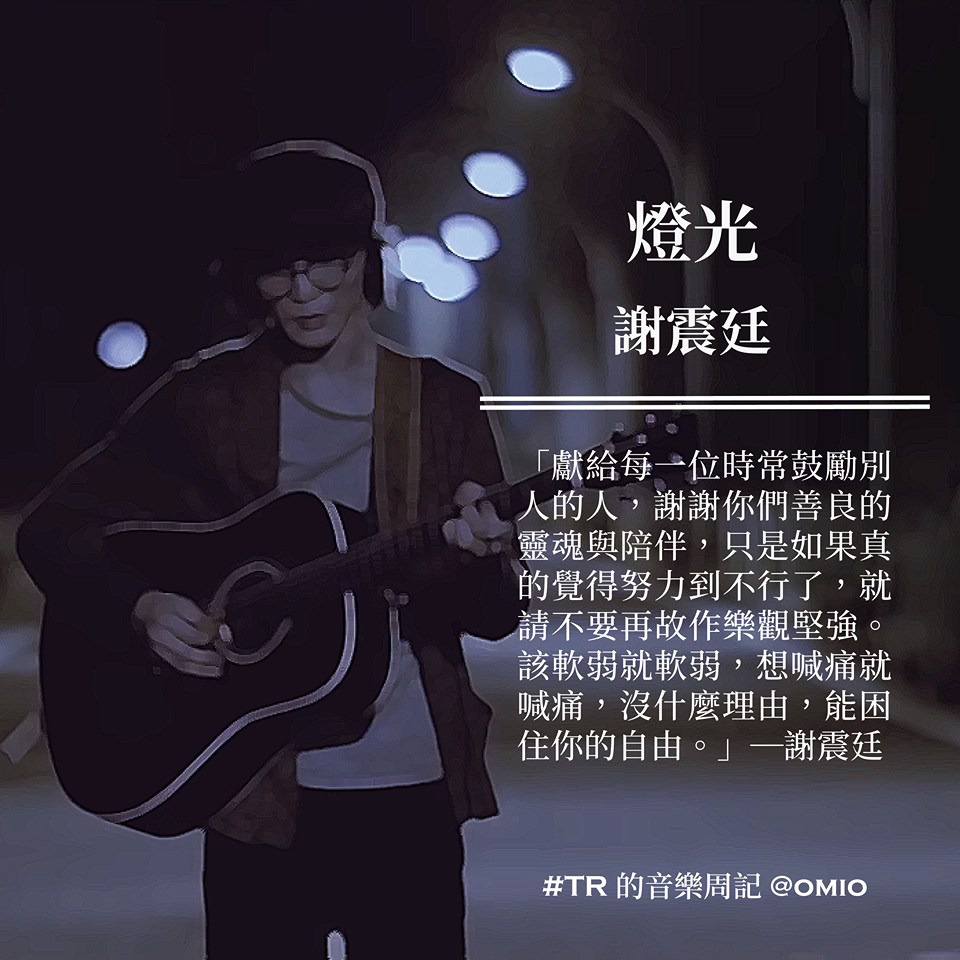 燈光
謝震廷
「獻給每一位時常鼓勵別
人的人，謝謝你們善良的
靈魂與陪伴，只是如果真
的覺得努力到不行了，就
請不要再故作樂觀堅強。
該軟弱就軟弱，想喊痛就
喊痛，沒什麼理由，能困
住你的自由。」—謝震廷
#TR 的音樂周記 @OMIO